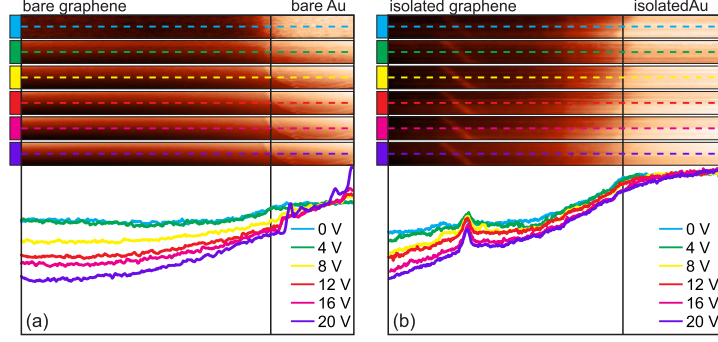 bare graphene bare Au
isolated graphene isolatedAu
0 V
4 V
8 V
12 V
16 V
20 V
(a)
0 V
4 V
8 V
12 V
16 V
20 V
(b)